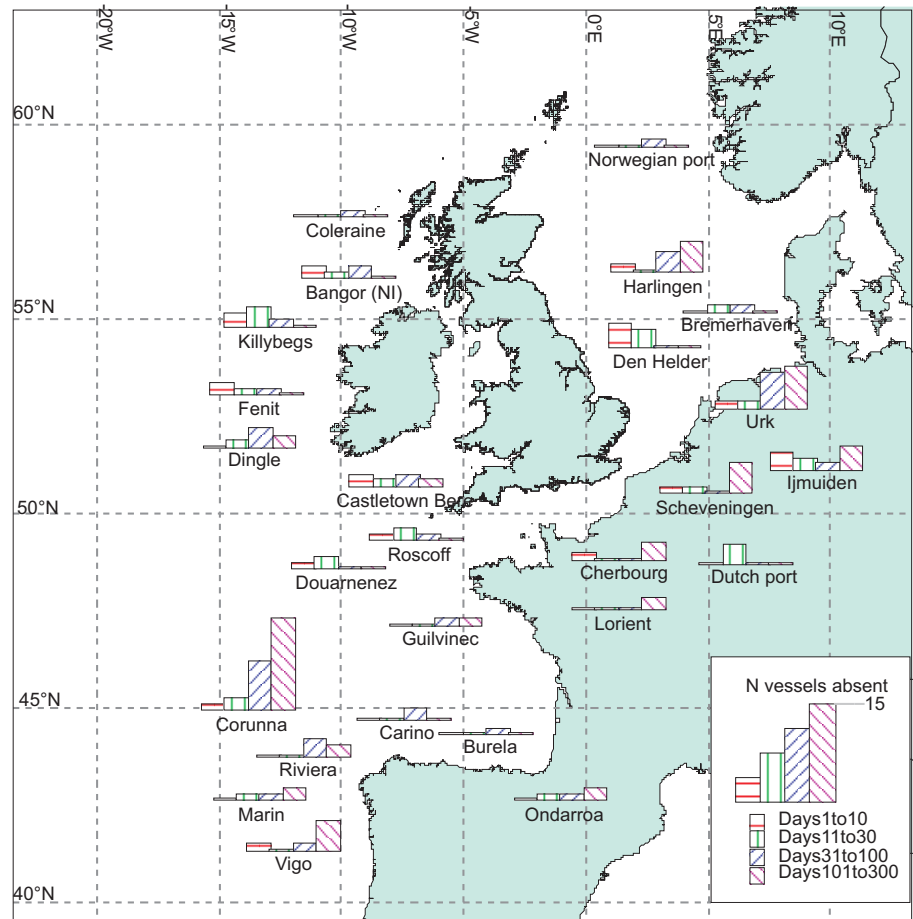 20°W
15°W
10°W
5°W
0°E
5°E
10°E
60°N
Norwegian port
Coleraine
Bangor (NI)
Harlingen
55°N
Bremerhaven
Killybegs
Den Helder
Fenit
Urk
Dingle
Ijmuiden
Castletown Bere
Scheveningen
50°N
Roscoff
Cherbourg
Dutch port
Douarnenez
Lorient
Guilvinec
N vessels absent
15
45°N
Corunna
Carino
Burela
Riviera
Marin
Ondarroa
Days1to10
Days11to30
Vigo
Days31to100
Days101to300
40°N